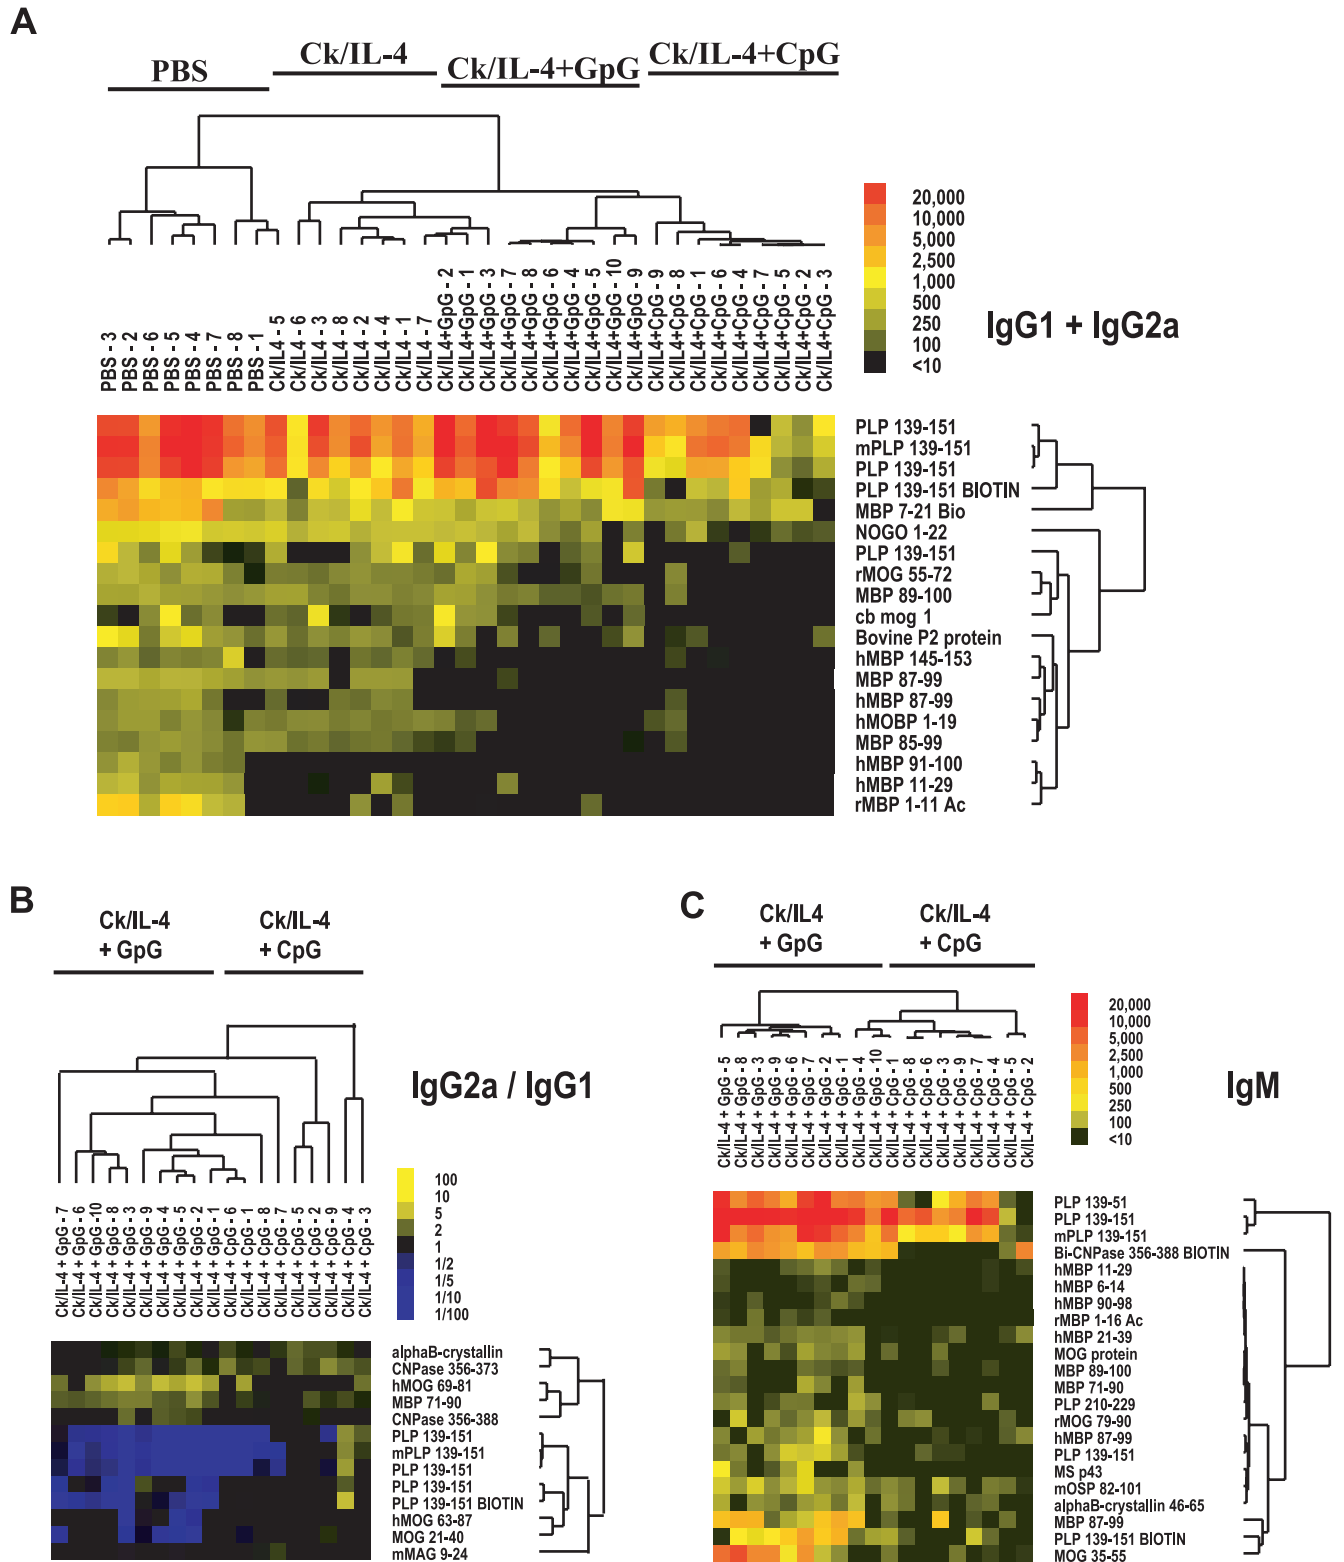 A
PBS
Ck/IL-4
Ck/IL-4+GpG
Ck/IL-4+CpG
20,000
10,000
5,000
2,500
1,000
500
250
100
<10
IgG1 + IgG2a
PBS - 3
PBS - 2
PBS - 6
PBS - 5
PBS - 4
PBS - 7
PBS - 8
PBS - 1
Ck/IL4 - 5
Ck/IL4 - 6
Ck/IL4 - 3
Ck/IL4 - 8
Ck/IL4 - 2
Ck/IL4 - 4
Ck/IL4 - 1
Ck/IL4 - 7
Ck/IL4+GpG - 2
Ck/IL4+GpG - 1
Ck/IL4+GpG - 3
Ck/IL4+GpG - 7
Ck/IL4+GpG - 8
Ck/IL4+GpG - 6
Ck/IL4+GpG - 4
Ck/IL4+GpG - 5
Ck/IL4+GpG - 10
Ck/IL4+GpG - 9
Ck/IL4+CpG - 9
Ck/IL4+CpG - 8
Ck/IL4+CpG - 1
Ck/IL4+CpG - 6
Ck/IL4+CpG - 4
Ck/IL4+CpG - 7
Ck/IL4+CpG - 5
Ck/IL4+CpG - 2
Ck/IL4+CpG - 3
PLP 139-151
mPLP 139-151
PLP 139-151
PLP 139-151 BIOTIN
MBP 7-21 Bio
NOGO 1-22
PLP 139-151
rMOG 55-72
MBP 89-100
cb mog 1
Bovine P2 protein
hMBP 145-153
MBP 87-99
hMBP 87-99
hMOBP 1-19
MBP 85-99
hMBP 91-100
hMBP 11-29
rMBP 1-11 Ac
B
Ck/IL-4
+ GpG
Ck/IL-4
+ CpG
IgG2a / IgG1
100
10
5
2
1
1/2
1/5
1/10
1/100
Ck/IL-4 + GpG - 7
Ck/IL-4 + GpG - 6
Ck/IL-4 + GpG -10
Ck/IL-4 + GpG - 8
Ck/IL-4 + GpG - 3
Ck/IL-4 + GpG - 9
Ck/IL-4 + GpG - 4
Ck/IL-4 + GpG - 5
Ck/IL-4 + GpG - 2
Ck/IL-4 + GpG - 1
Ck/IL-4 + CpG - 6
Ck/IL-4 + CpG - 1
Ck/IL-4 + CpG - 8
Ck/IL-4 + CpG - 7
Ck/IL-4 + CpG - 5
Ck/IL-4 + CpG - 2
Ck/IL-4 + CpG - 9
Ck/IL-4 + CpG - 4
Ck/IL-4 + CpG - 3
alphaB-crystallin
CNPase 356-373
hMOG 69-81
MBP 71-90
CNPase 356-388
PLP 139-151
mPLP 139-151
PLP 139-151
PLP 139-151
PLP 139-151 BIOTIN
hMOG 63-87
MOG 21-40
mMAG 9-24
C
Ck/IL4
+ GpG
Ck/IL-4
+ CpG
20,000
10,000
5,000
2,500
1,000
500
250
100
<10
IgM
Ck/IL-4 + GpG - 5
Ck/IL-4 + GpG - 8
Ck/IL-4 + GpG - 3
Ck/IL-4 + GpG - 9
Ck/IL-4 + GpG - 6
Ck/IL-4 + GpG - 7
Ck/IL-4 + GpG - 2
Ck/IL-4 + GpG - 1
Ck/IL-4 + GpG - 4
Ck/IL-4 + GpG - 10
Ck/IL-4 + CpG - 1
Ck/IL-4 + CpG - 8
Ck/IL-4 + CpG - 6
Ck/IL-4 + CpG - 3
Ck/IL-4 + CpG - 9
Ck/IL-4 + CpG - 7
Ck/IL-4 + CpG - 4
Ck/IL-4 + CpG - 5
Ck/IL-4 + CpG - 2
PLP 139-51
PLP 139-151
mPLP 139-151
Bi-CNPase 356-388 BIOTIN
hMBP 11-29
hMBP 6-14
hMBP 90-98
rMBP 1-16 Ac
hMBP 21-39
MOG protein
MBP 89-100
MBP 71-90
PLP 210-229
rMOG 79-90
hMBP 87-99
PLP 139-151
MS p43
mOSP 82-101
alphaB-crystallin 46-65
MBP 87-99
PLP 139-151 BIOTIN
MOG 35-55